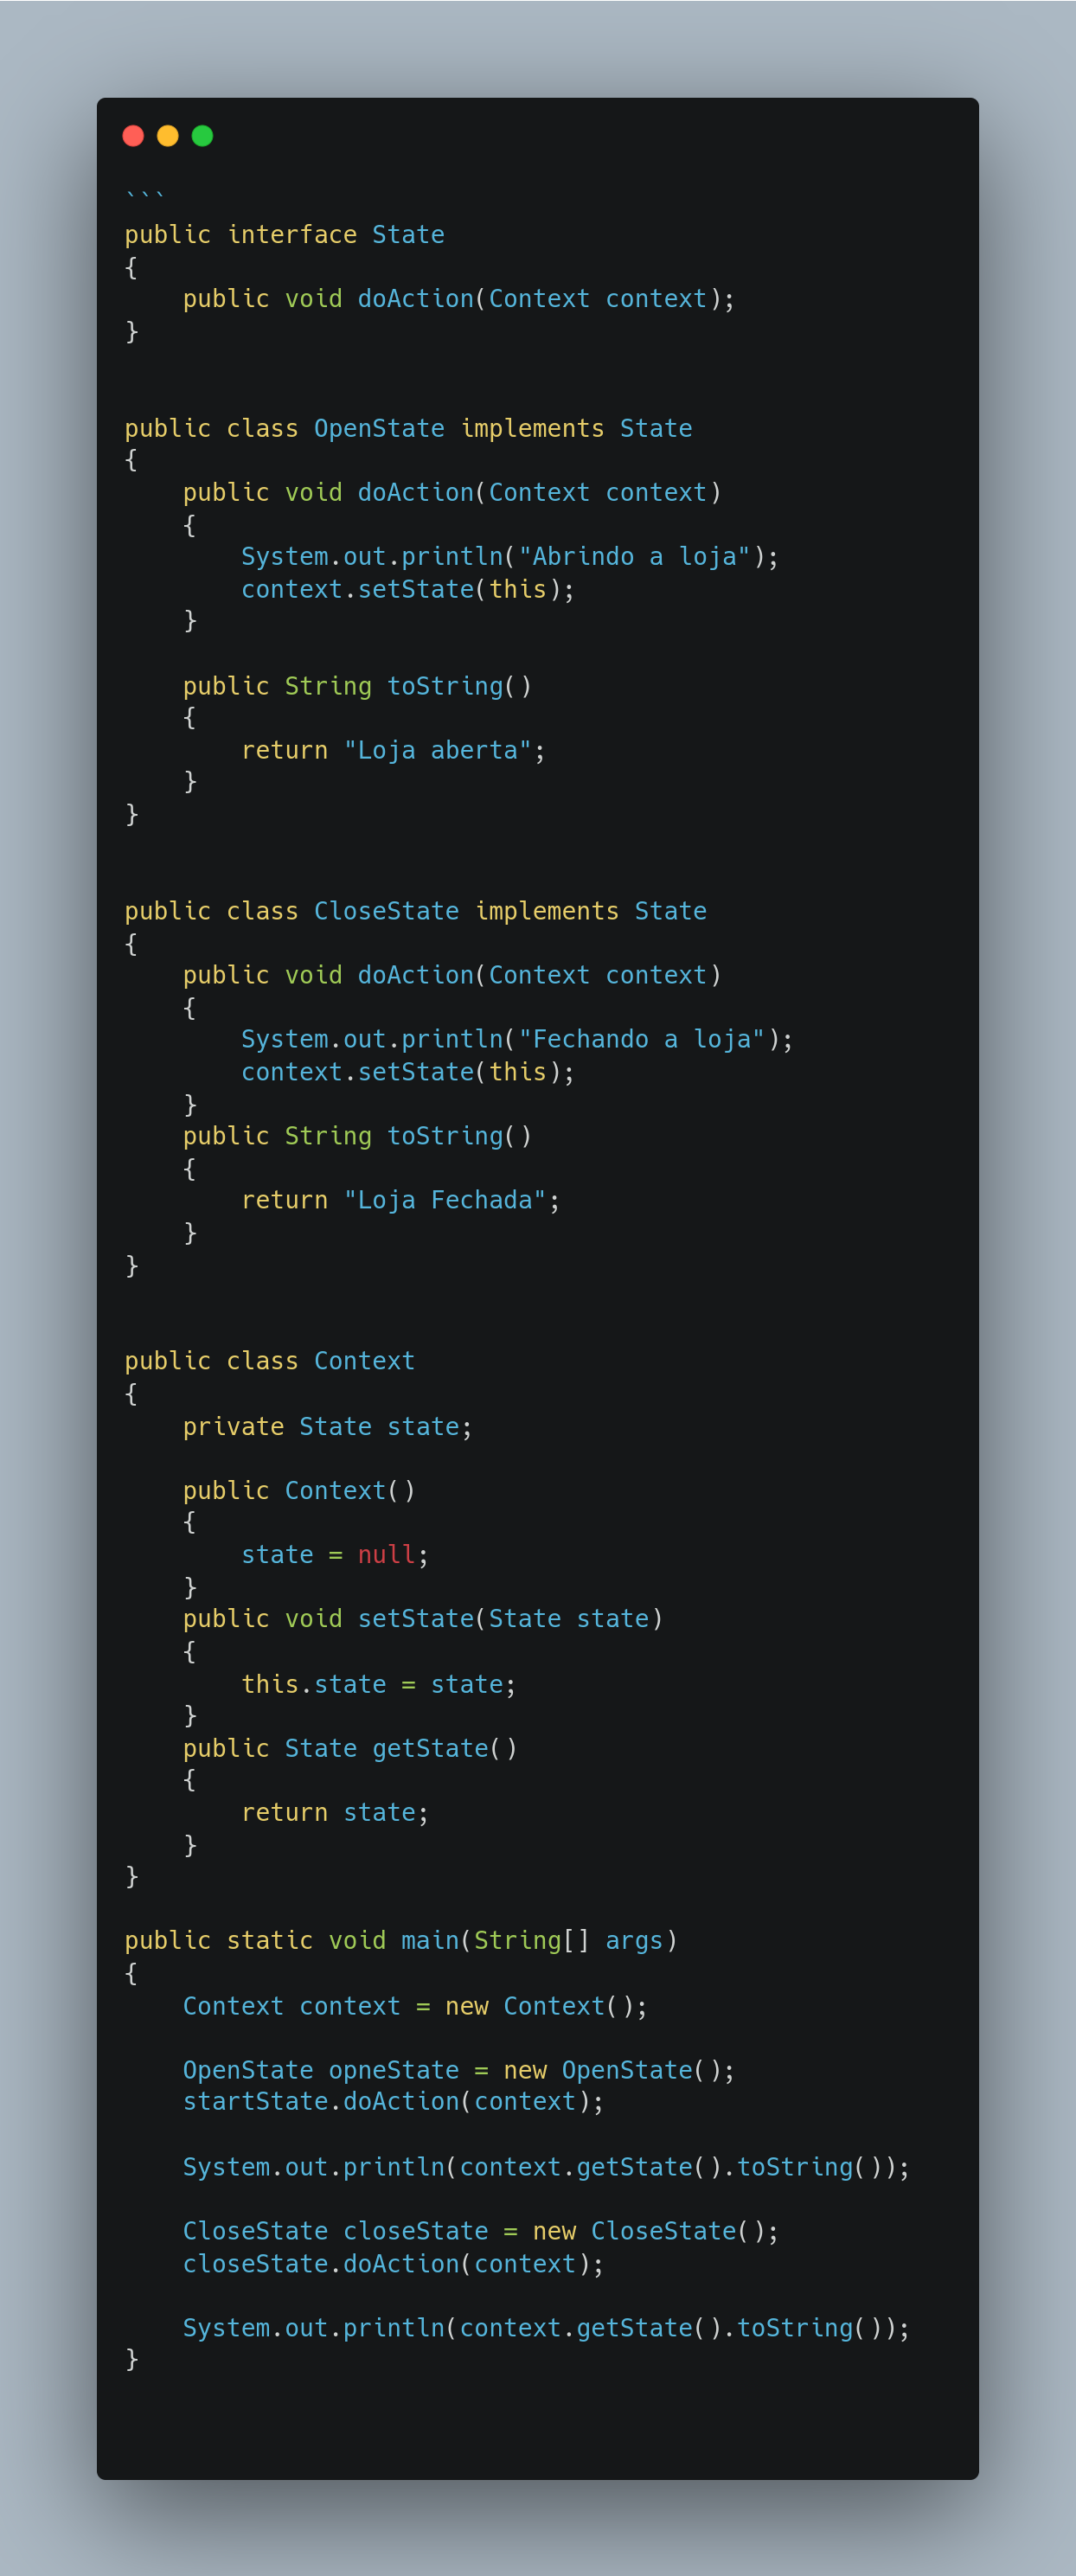 ```
public interface State
{
    public void doAction(Context context);
}
public class OpenState implements State
{
    public void doAction(Context context)
    {
        System.out.println("Abrindo a loja");
        context.setState(this);
    }
    public String toString()
    {
        return "Loja aberta";
    }
}
public class CloseState implements State
{
    public void doAction(Context context)
    {
        System.out.println("Fechando a loja");
        context.setState(this);
    }
    public String toString()
    {
        return "Loja Fechada";
    }
}
public class Context
{
    private State state;
    public Context()
    {
        state = null;
    }
    public void setState(State state)
    {
        this.state = state;
    }
    public State getState()
    {
        return state;
    }
}
public static void main(String[] args)
{
    Context context = new Context();
    OpenState opneState = new OpenState();
    startState.doAction(context);
    System.out.println(context.getState().toString());
    CloseState closeState = new CloseState();
    closeState.doAction(context);
    System.out.println(context.getState().toString());
}